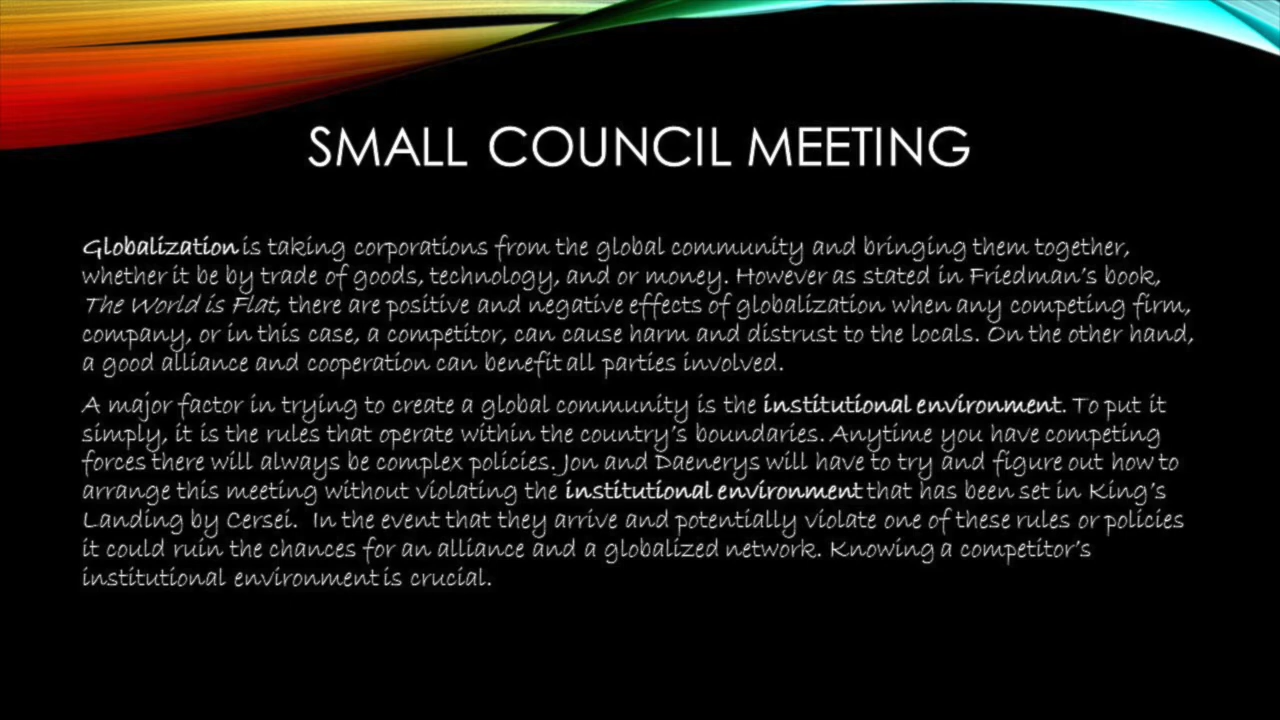 SMALL COUNCIL MEETING
Globalization is taking corporations from the global community and bringing them together,
whether it be by trade of goods, technology, and or money. However as stated in Friedman's book,
The World is Flat, there are positive and negative effects of globalization when any competing firm,
company, or in this case, a competitor, can cause harm and distrust to the locals. On the other hand,
a good alliance and cooperation can benefit all parties involved.
A major factor in trying to create a global community is the institutional environment. To put it
simply, it is the rules that operate within the country's boundaries. Anytime you have competing
forces there will always be complex policies. Jon and Daenerys will have to try and figure out how to
arrange this meeting without violating the institutional environment that has been set in King's
Landing by Cersei. In the event that they arrive and potentially violate one of these rules or policies
it could ruin the chances for an alliance and a globalized network. Knowing a competitor's
institutional environment is crucial.